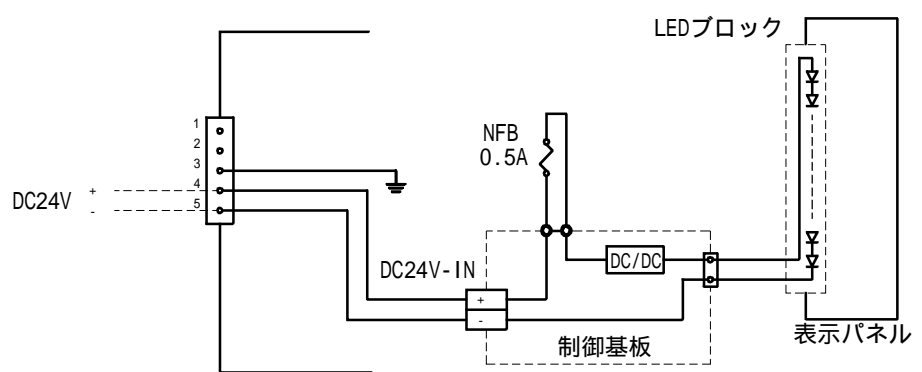 LEDブロック
NFB
0.5A
1
2
3
4
5
DC24V
+
-
DC24V-IN
+
-
DC/DC
制御基板
表示パネル